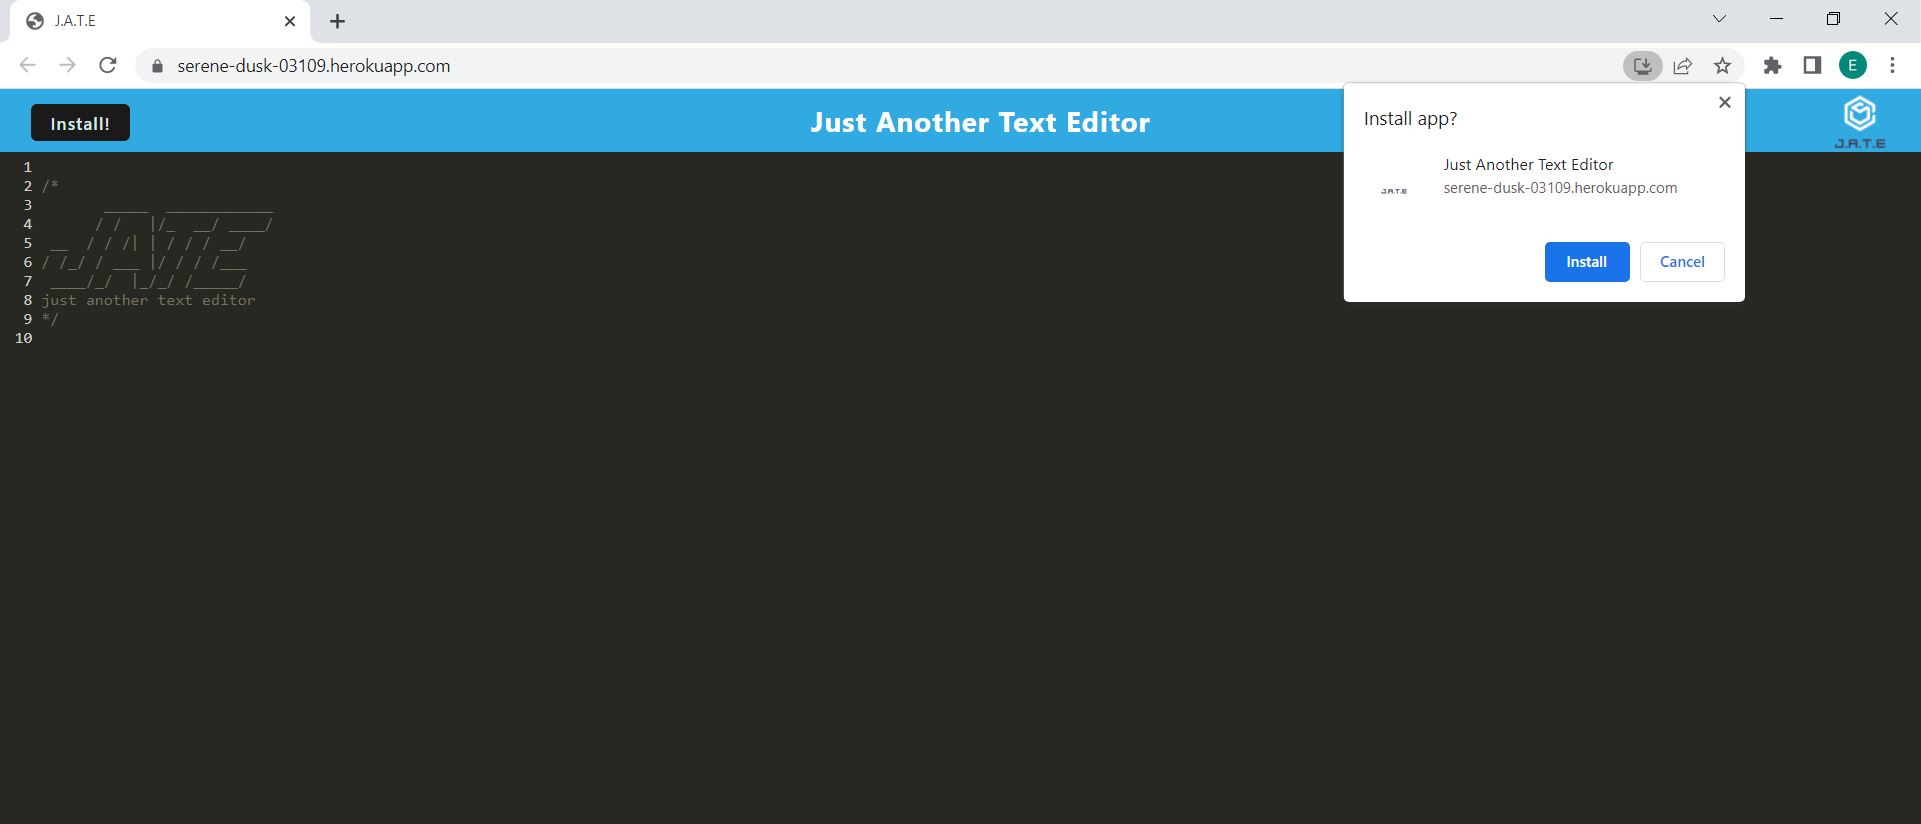 J.A.T.E
serene-dusk-03109.herokuapp.com
E
Install!
Just Another Text Editor
J.A.T.E
Install app?
Just Another Text Editor
J.A.T.E
serene-dusk-03109.herokuapp.com
Install
Cancel
1
2 /*
3        _____  ____________
4       / /   |/_  __/ ____/
5  __  / / /| | / / / __/
6 / /_/ / ___ |/ / / /___
7  ____/_/  |_/_/ /_____/
8 just another text editor
9 */
10